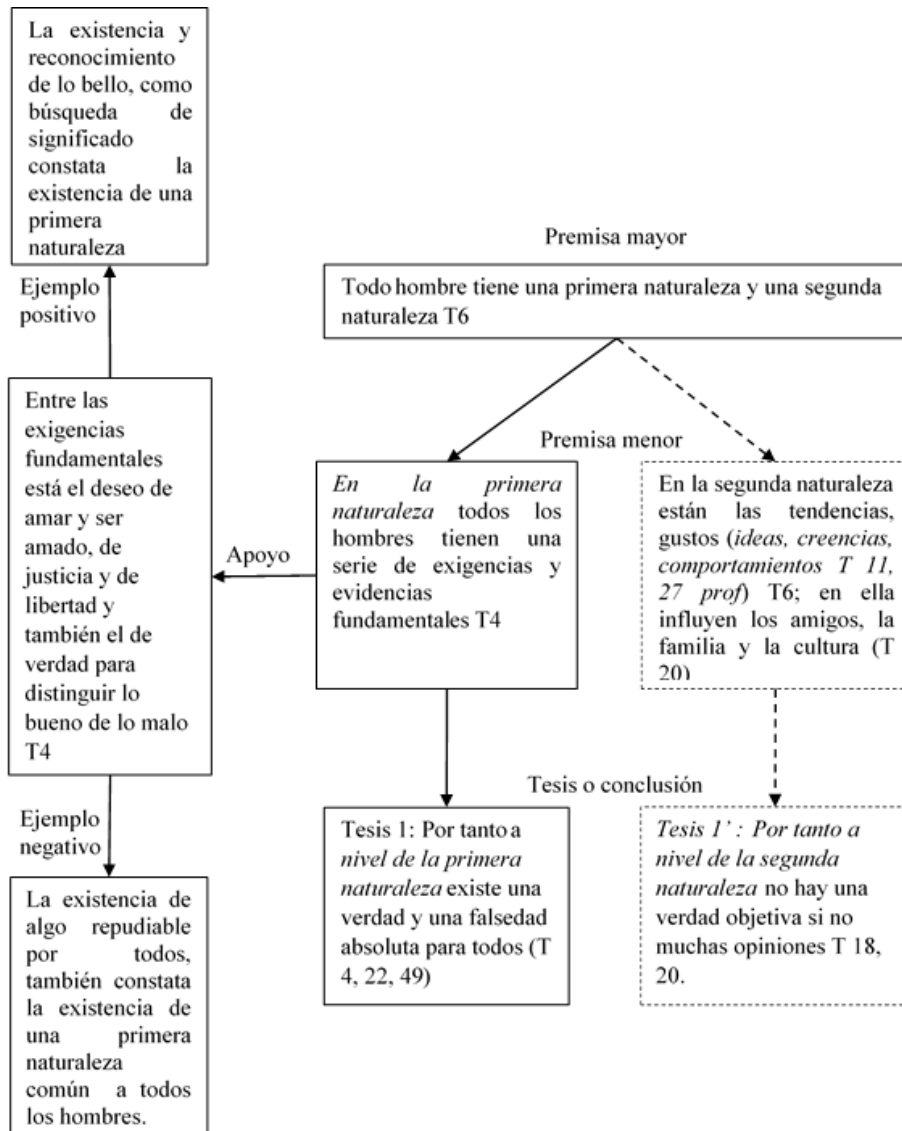 La existencia y
reconocimiento
de lo bello, como
búsqueda de
significado
constata la
existencia de una
primera
naturaleza
Ejemplo
positivo
Entre las
exigencias
fundamentales
está el deseo de
amar y ser
amado, de
justicia y de
libertad y
también el de
verdad para
distinguir lo
bueno de lo malo
T4
Ejemplo
negativo
La existencia de
algo repudiable
por todos,
también constata
la existencia de
una primera
naturaleza
común a todos
los hombres.
Apoyo
Premisa mayor
Todo hombre tiene una primera naturaleza y una segunda
naturaleza T6
Premisa menor
En la primera
naturaleza todos los
hombres tienen una
serie de exigencias y
evidencias
fundamentales T4
En la segunda naturaleza
están las tendencias,
gustos (ideas, creencias,
comportamientos T 11,
27 prof) T6; en ella
influyen los amigos, la
familia y la cultura (T
20)
Tesis o conclusión
Tesis 1: Por tanto a
nivel de la primera
naturaleza existe una
verdad y una falsedad
absoluta para todos (T
4, 22, 49)
Tesis 1' : Por tanto a
nivel de la segunda
naturaleza no hay una
verdad objetiva si no
muchas opiniones T 18,
20.